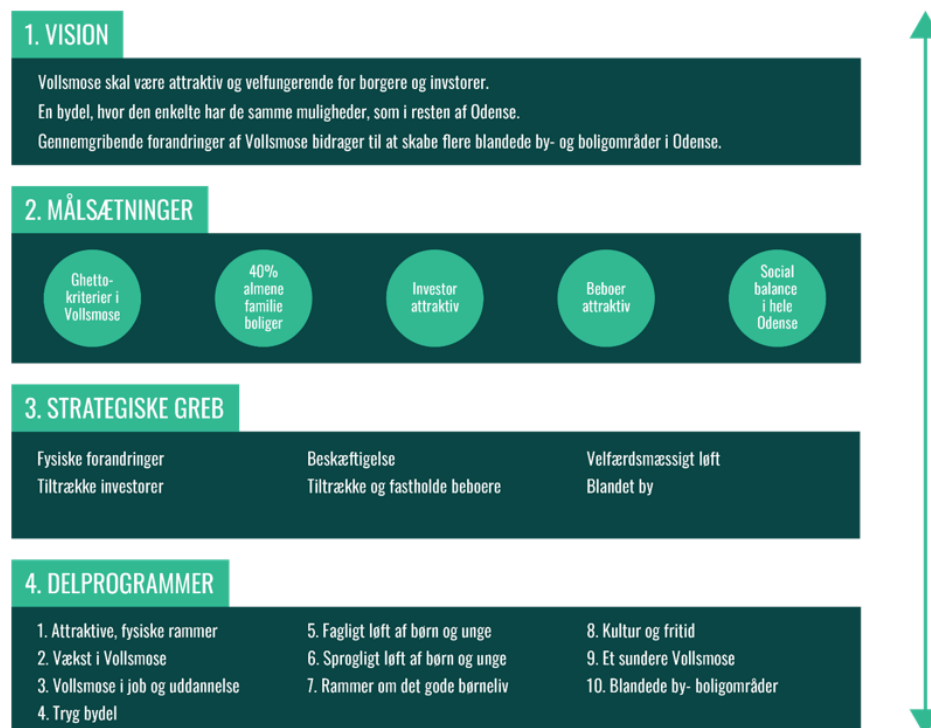 1. VISION
Vollsmose skal være attraktiv og velfungerende for borgere og invstorer.
En bydel, hvor den enkelte har de samme muligheder, som i resten af Odense.
Gennemgribende forandringer af Vollsmose bidrager til at skabe flere blandede by- og boligområder i Odense.
2. MÅLSÆTNINGER
Ghetto-
kriterier i
Vollsmose
40%
almene
familie
boliger
Investor
attraktiv
Beboer
attraktiv
Social
balance
i hele
Odense
3. STRATEGISKE GREB
Fysiske forandringer
Tiltrække investorer
Beskæftigelse
Tiltrække og fastholde beboere
Velfærdsmæssigt løft
Blandet by
4. DELPROGRAMMER
1. Attraktive, fysiske rammer
2. Vækst i Vollsmose
3. Vollsmose i job og uddannelse
4. Tryg bydel
5. Fagligt løft af børn og unge
6. Sprogligt løft af børn og unge
7. Rammer om det gode børneliv
8. Kultur og fritid
9. Et sundere Vollsmose
10. Blandede by- boligområder